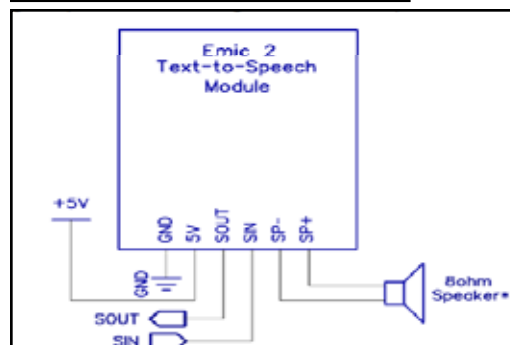 Emic 2
Text-to-Speech
Module
+5V
GND
5V
SOUT
SIN
SP-
SP+
GND
8ohm
Speaker*
SOUT
SIN